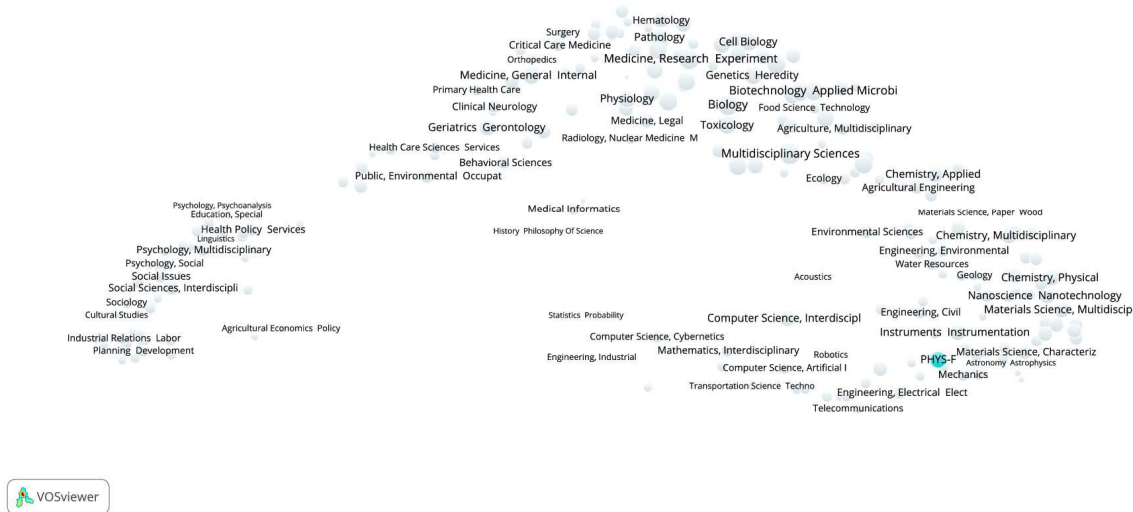 Hematology
Surgery
Pathology
Cell Biology
Critical Care Medicine
Orthopedics
Medicine, Research Experiment
Medicine, General Internal
Genetics Heredity
Primary Health Care
Biotechnology Applied Microbi
Physiology
Clinical Neurology
Biology
Food Science Technology
Medicine, Legal
Geriatrics Gerontology
Toxicology
Agriculture, Multidisciplinary
Radiology, Nuclear Medicine M
Health Care Sciences Services
Multidisciplinary Sciences
Behavioral Sciences
Public, Environmental Occupat
Ecology
Chemistry, Applied
Agricultural Engineering
Psychology, Psychoanalysis
Education, Special
Medical Informatics
Materials Science, Paper Wood
Health Policy Services
History Philosophy Of Science
Environmental Sciences
Chemistry, Multidisciplinary
Linguistics
Psychology, Multidisciplinary
Engineering, Environmental
Psychology, Social
Water Resources
Social Issues
Acoustics
Geology
Chemistry, Physical
Social Sciences, Interdiscipli
Nanoscience Nanotechnology
Sociology
Cultural Studies
Statistics Probability
Computer Science, Interdiscipl
Engineering, Civil
Materials Science, Multidiscip
Agricultural Economics Policy
Instruments Instrumentation
Industrial Relations Labor
Computer Science, Cybernetics
Planning Development
Engineering, Industrial
Mathematics, Interdisciplinary
Robotics
PHYS-F
Materials Science, Characteriz
Astronomy Astrophysics
Computer Science, Artificial I
Mechanics
Transportation Science Techno
Engineering, Electrical Elect
Telecommunications
VOSviewer